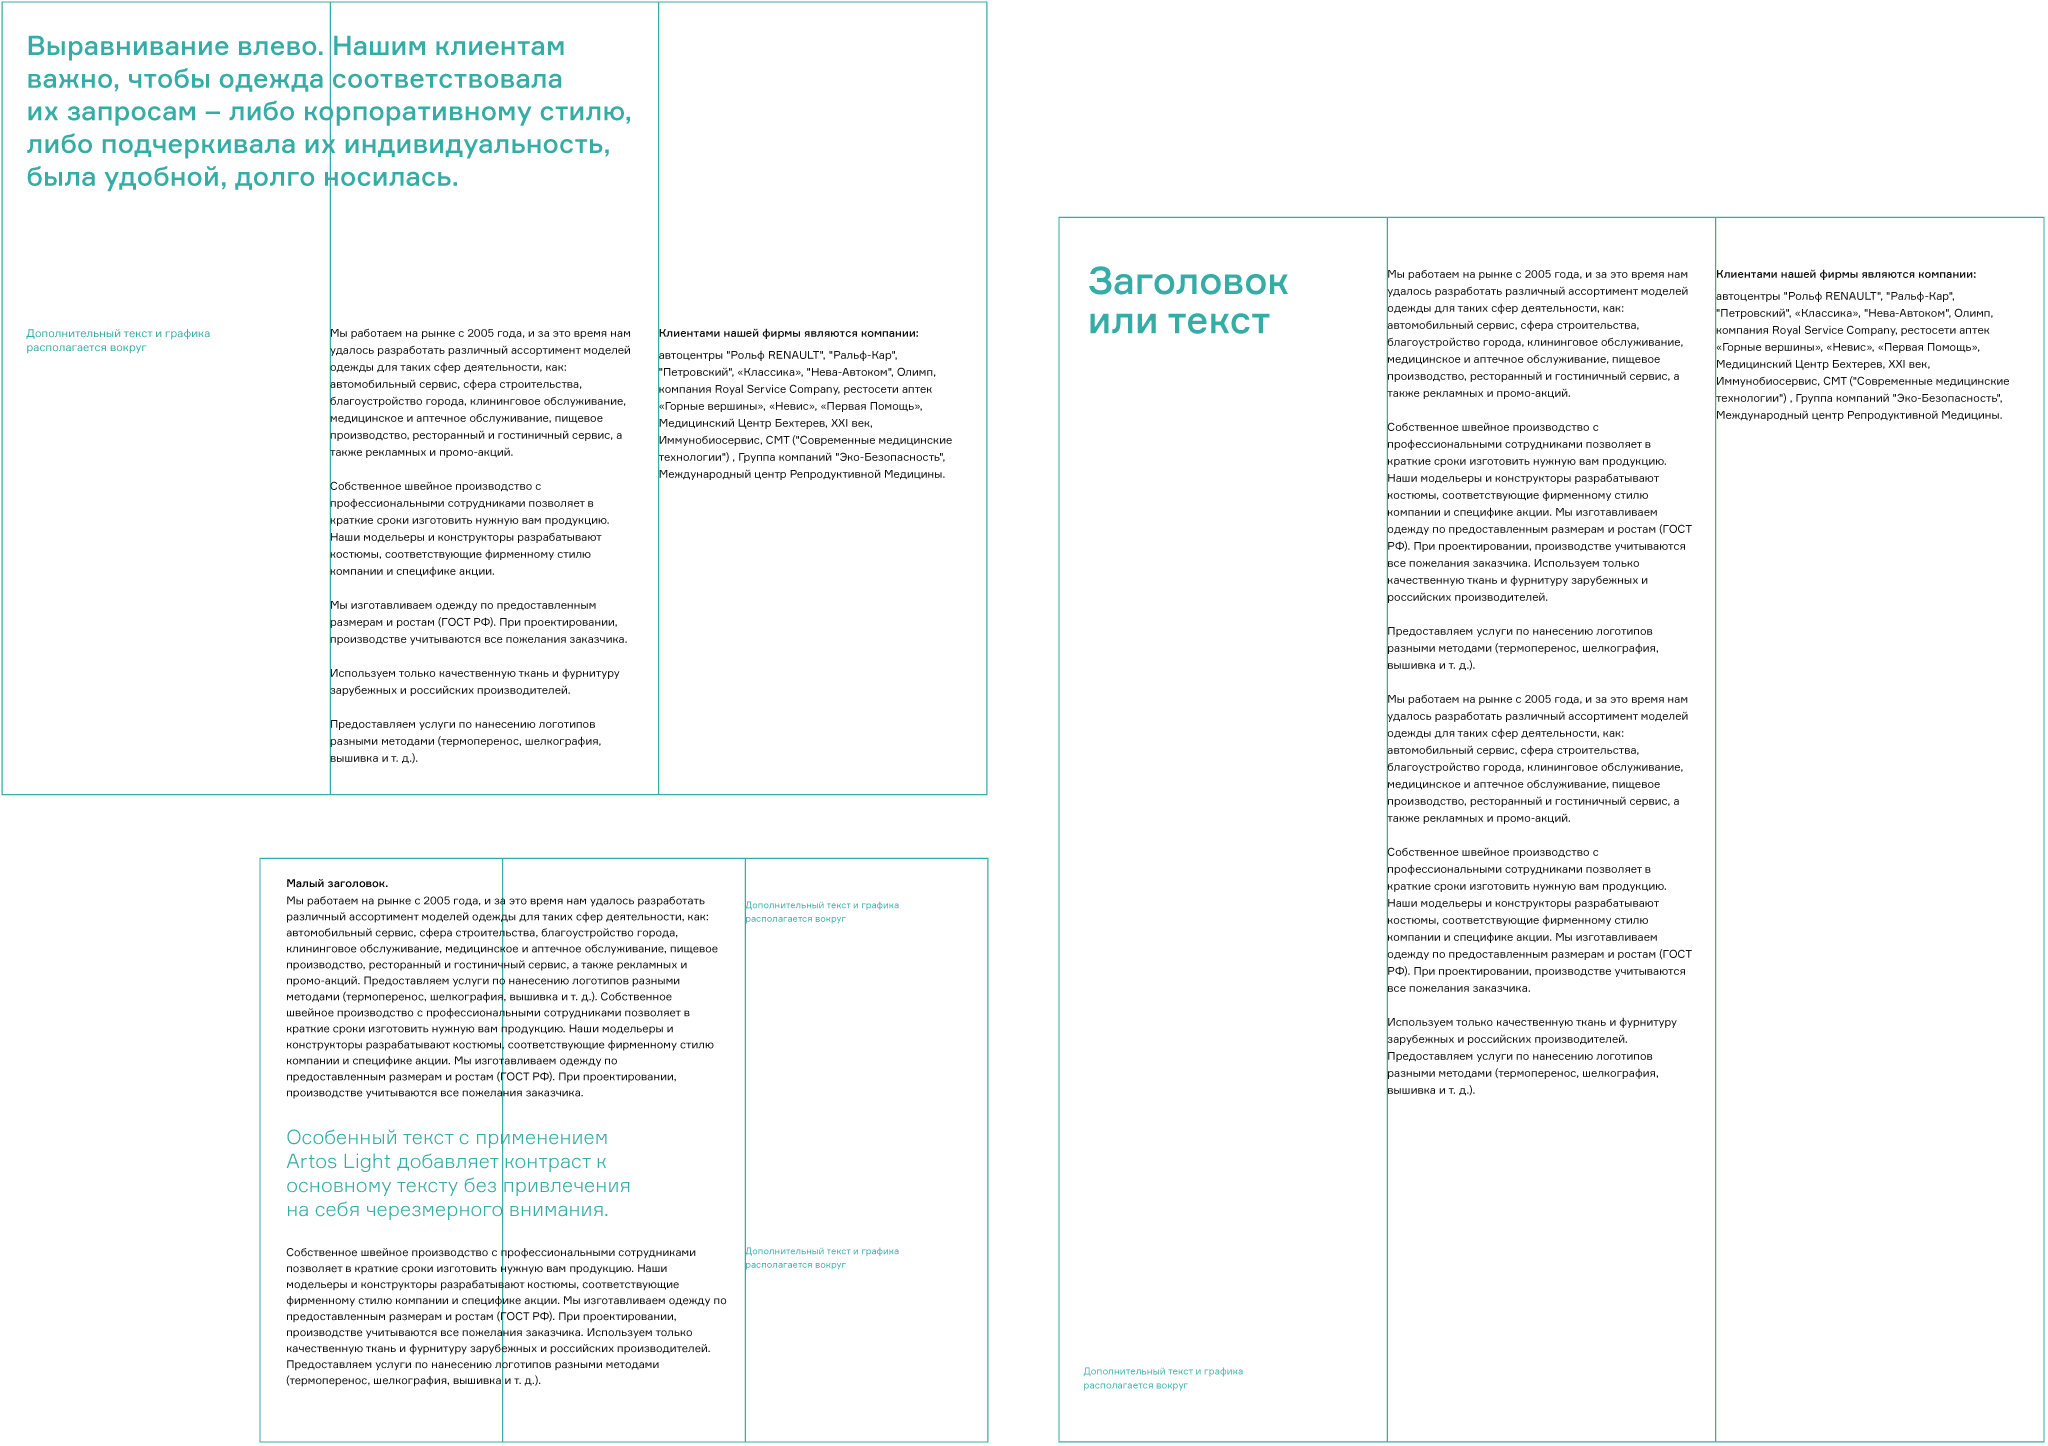 Выравнивание влево. Нашим клиентам
важно, чтобы одежда соответствовала
их запросам – либо корпоративному стилю,
либо подчеркивала их индивидуальность,
была удобной, долго носилась.
Дополнительный текст и графика
располагается вокруг
Мы работаем на рынке с 2005 года, и за это время нам
удалось разработать различный ассортимент моделей
одежды для таких сфер деятельности, как:
автомобильный сервис, сфера строительства,
благоустройство города, клининговое обслуживание,
медицинское и аптечное обслуживание, пищевое
производство, ресторанный и гостиничный сервис, а
также рекламных и промо-акций.
Собственное швейное производство с
профессиональными сотрудниками позволяет в
краткие сроки изготовить нужную вам продукцию.
Наши модельеры и конструкторы разрабатывают
костюмы, соответствующие фирменному стилю
компании и специфике акции.
Мы изготавливаем одежду по предоставленным
размерам и ростам (ГОСТ РФ). При проектировании,
производстве учитываются все пожелания заказчика.
Используем только качественную ткань и фурнитуру
зарубежных и российских производителей.
Предоставляем услуги по нанесению логотипов
разными методами (термоперенос, шелкография,
вышивка и т. д.).
Клиентами нашей фирмы являются компании:
автоцентры "Рольф RENAULT", "Ральф-Кар",
"Петровский", «Классика», "Нева-Автоком", Олимп,
компания Royal Service Company, рестосети аптек
«Горные вершины», «Невис», «Первая Помощь»,
Медицинский Центр Бехтерев, XXI век,
Иммунобиосервис, СМТ ("Современные медицинские
технологии") , Группа компаний "Эко-Безопасность",
Международный центр Репродуктивной Медицины.
Малый заголовок.
Мы работаем на рынке с 2005 года, и за это время нам удалось разработать
различный ассортимент моделей одежды для таких сфер деятельности, как:
автомобильный сервис, сфера строительства, благоустройство города,
клининговое обслуживание, медицинское и аптечное обслуживание, пищевое
производство, ресторанный и гостиничный сервис, а также рекламных и
промо-акций. Предоставляем услуги по нанесению логотипов разными
методами (термоперенос, шелкография, вышивка и т. д.). Собственное
швейное производство с профессиональными сотрудниками позволяет в
краткие сроки изготовить нужную вам продукцию. Наши модельеры и
конструкторы разрабатывают костюмы, соответствующие фирменному стилю
компании и специфике акции. Мы изготавливаем одежду по
предоставленным размерам и ростам (ГОСТ РФ). При проектировании,
производстве учитываются все пожелания заказчика.
Особенный текст с применением
Artos Light добавляет контраст к
основному тексту без привлечения
на себя черезмерного внимания.
Собственное швейное производство с профессиональными сотрудниками
позволяет в краткие сроки изготовить нужную вам продукцию. Наши
модельеры и конструкторы разрабатывают костюмы, соответствующие
фирменному стилю компании и специфике акции. Мы изготавливаем одежду по
предоставленным размерам и ростам (ГОСТ РФ). При проектировании,
производстве учитываются все пожелания заказчика. Используем только
качественную ткань и фурнитуру зарубежных и российских производителей.
Предоставляем услуги по нанесению логотипов разными методами
(термоперенос, шелкография, вышивка и т. д.).
Дополнительный текст и графика
располагается вокруг
Дополнительный текст и графика
располагается вокруг
Заголовок
или текст
Мы работаем на рынке с 2005 года, и за это время нам
удалось разработать различный ассортимент моделей
одежды для таких сфер деятельности, как:
автомобильный сервис, сфера строительства,
благоустройство города, клининговое обслуживание,
медицинское и аптечное обслуживание, пищевое
производство, ресторанный и гостиничный сервис, а
также рекламных и промо-акций.
Собственное швейное производство с
профессиональными сотрудниками позволяет в
краткие сроки изготовить нужную вам продукцию.
Наши модельеры и конструкторы разрабатывают
костюмы, соответствующие фирменному стилю
компании и специфике акции. Мы изготавливаем
одежду по предоставленным размерам и ростам (ГОСТ
РФ). При проектировании, производстве учитываются
все пожелания заказчика. Используем только
качественную ткань и фурнитуру зарубежных и
российских производителей.
Предоставляем услуги по нанесению логотипов
разными методами (термоперенос, шелкография,
вышивка и т. д.).
Мы работаем на рынке с 2005 года, и за это время нам
удалось разработать различный ассортимент моделей
одежды для таких сфер деятельности, как:
автомобильный сервис, сфера строительства,
благоустройство города, клининговое обслуживание,
медицинское и аптечное обслуживание, пищевое
производство, ресторанный и гостиничный сервис, а
также рекламных и промо-акций.
Собственное швейное производство с
профессиональными сотрудниками позволяет в
краткие сроки изготовить нужную вам продукцию.
Наши модельеры и конструкторы разрабатывают
костюмы, соответствующие фирменному стилю
компании и специфике акции. Мы изготавливаем
одежду по предоставленным размерам и ростам (ГОСТ
РФ). При проектировании, производстве учитываются
все пожелания заказчика.
Используем только качественную ткань и фурнитуру
зарубежных и российских производителей.
Предоставляем услуги по нанесению логотипов
разными методами (термоперенос, шелкография,
вышивка и т. д.).
Клиентами нашей фирмы являются компании:
автоцентры "Рольф RENAULT", "Ральф-Кар",
"Петровский", «Классика», "Нева-Автоком", Олимп,
компания Royal Service Company, рестосети аптек
«Горные вершины», «Невис», «Первая Помощь»,
Медицинский Центр Бехтерев, XXI век,
Иммунобиосервис, СМТ ("Современные медицинские
технологии") , Группа компаний "Эко-Безопасность",
Международный центр Репродуктивной Медицины.
Дополнительный текст и графика
располагается вокруг